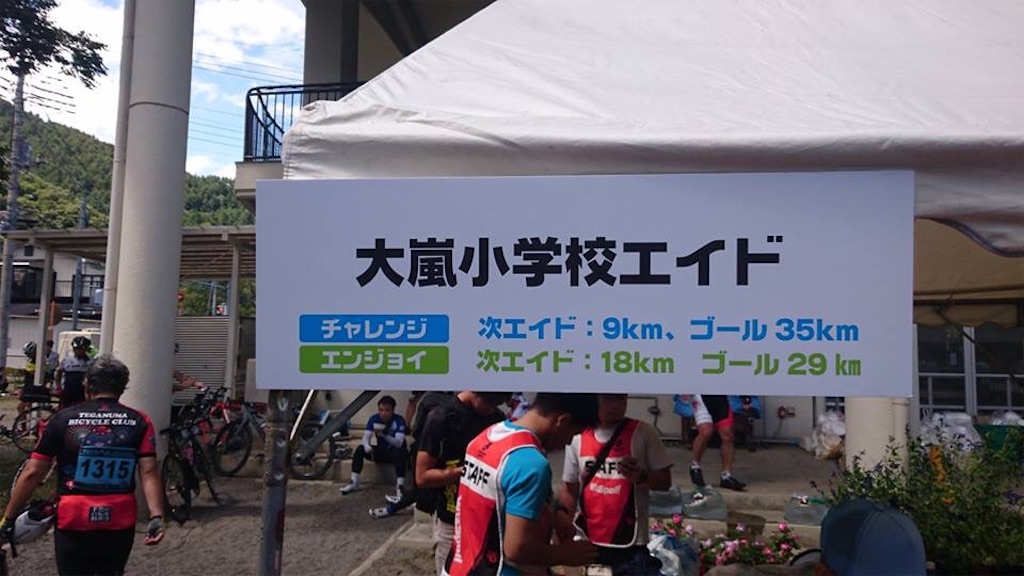 大嵐小学校エイド
チャレンジ 次エイド：9km、ゴール 35km
エンジョイ 次エイド：18km ゴール 29 km
TEGANUMA
BICYCLE CLUB
1315
STAFF
STAFF